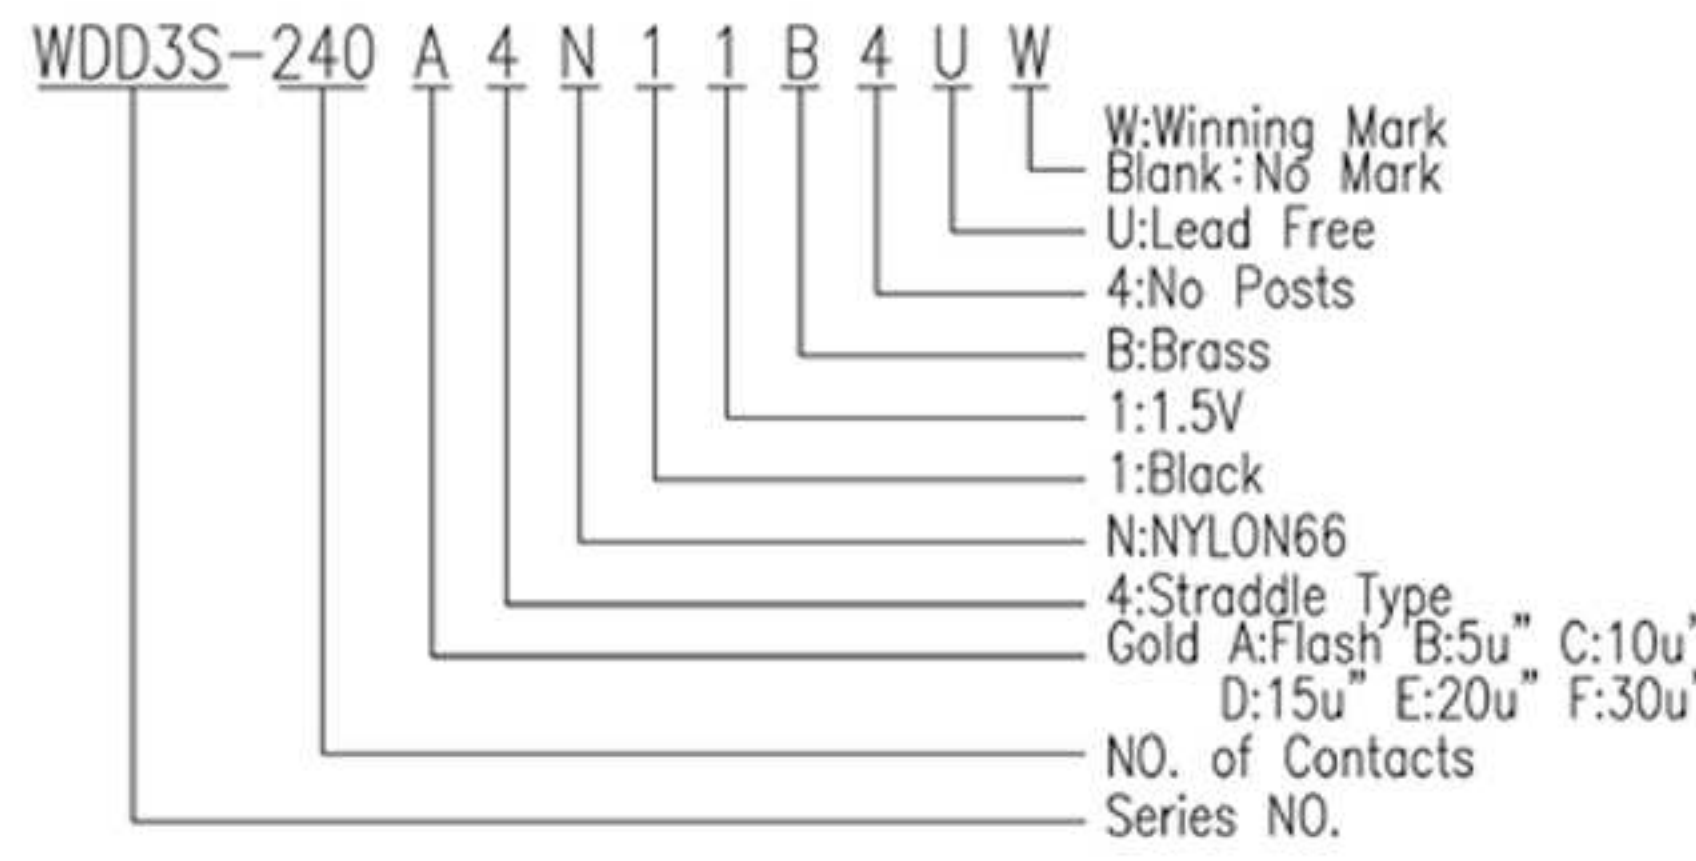 WDD3S-240 A 4 N 1 1 B 4 U W
W:Winning Mark
Blank:No Mark
U:Lead Free
4:No Posts
B:Brass
1:1.5V
1:Black
N:NYLON66
4:Straddle Type
Gold A:Flash B:5u” C:10u”
D:15u” E:20u” F:30u”
NO. of Contacts
Series NO.